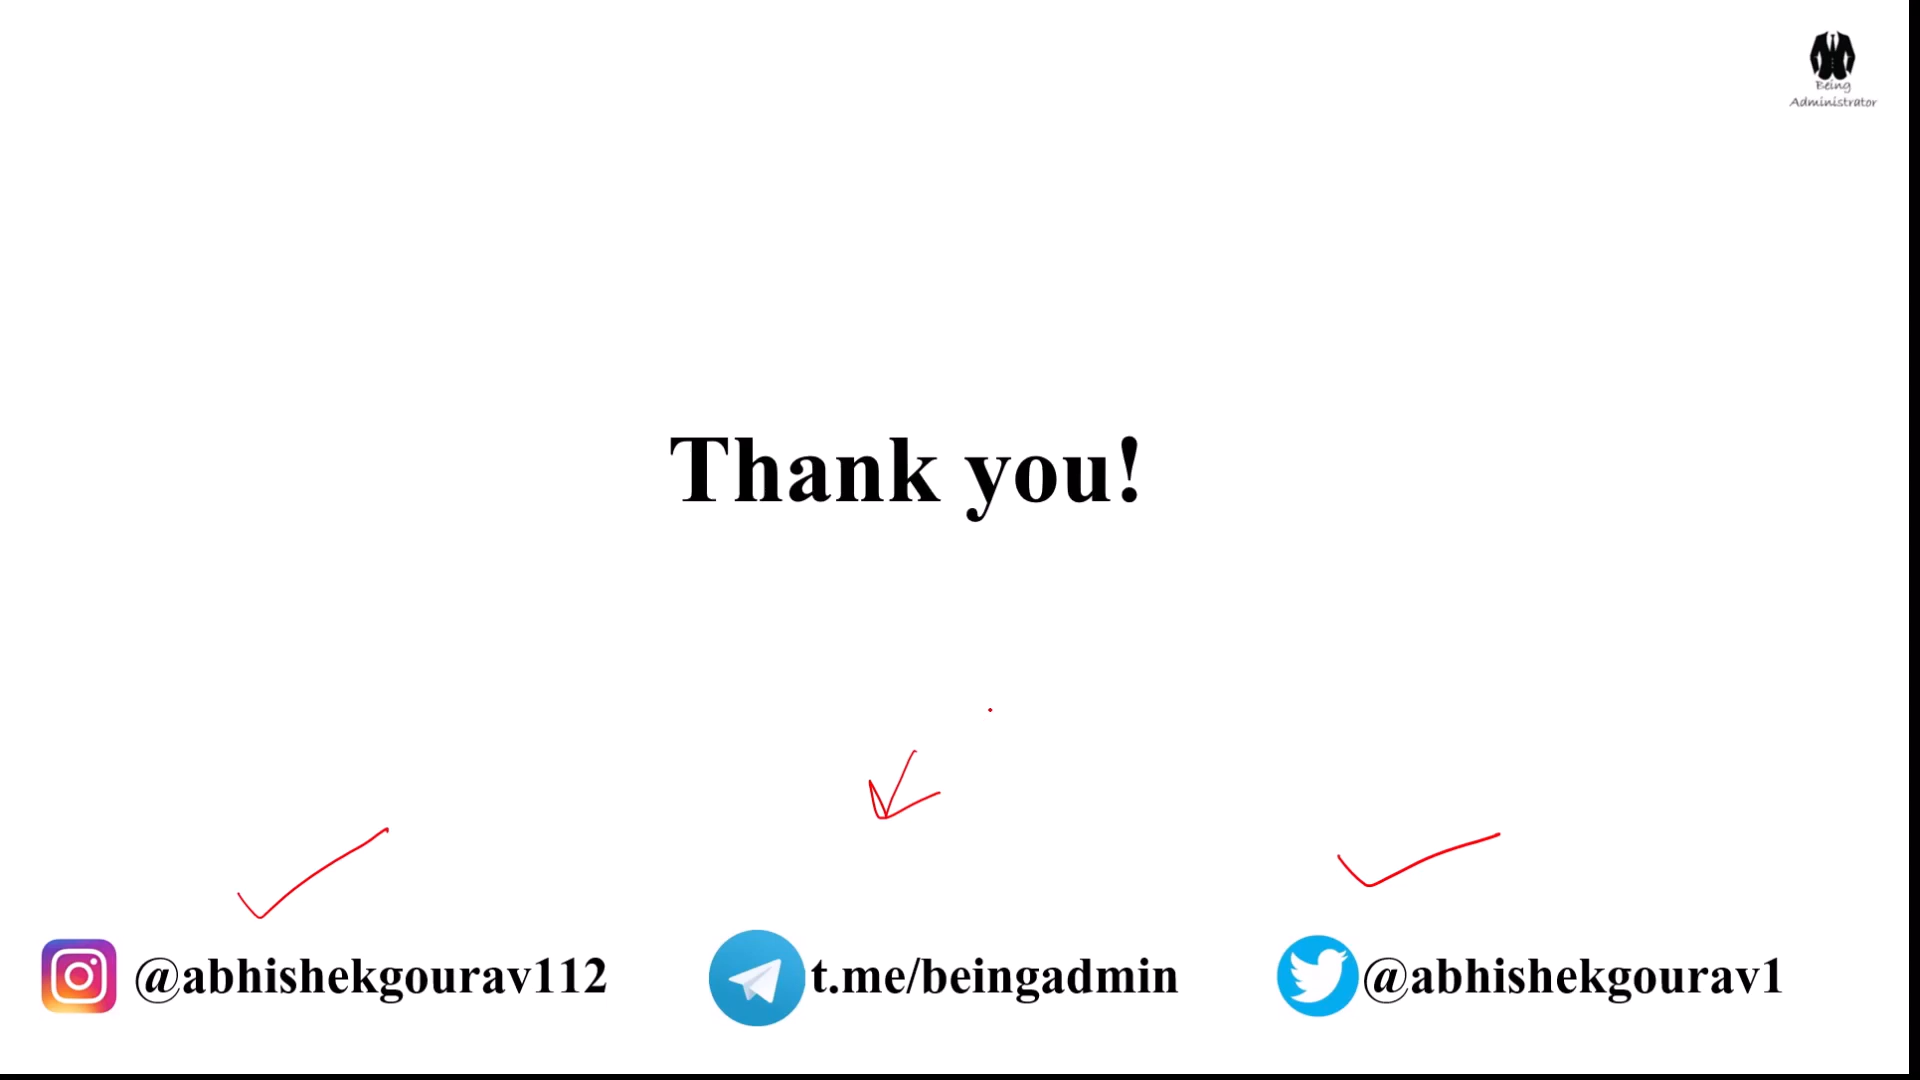 Being
Administrator
Thank you!
@abhishekgourav112
t.me/beingadmin
@abhishekgourav1